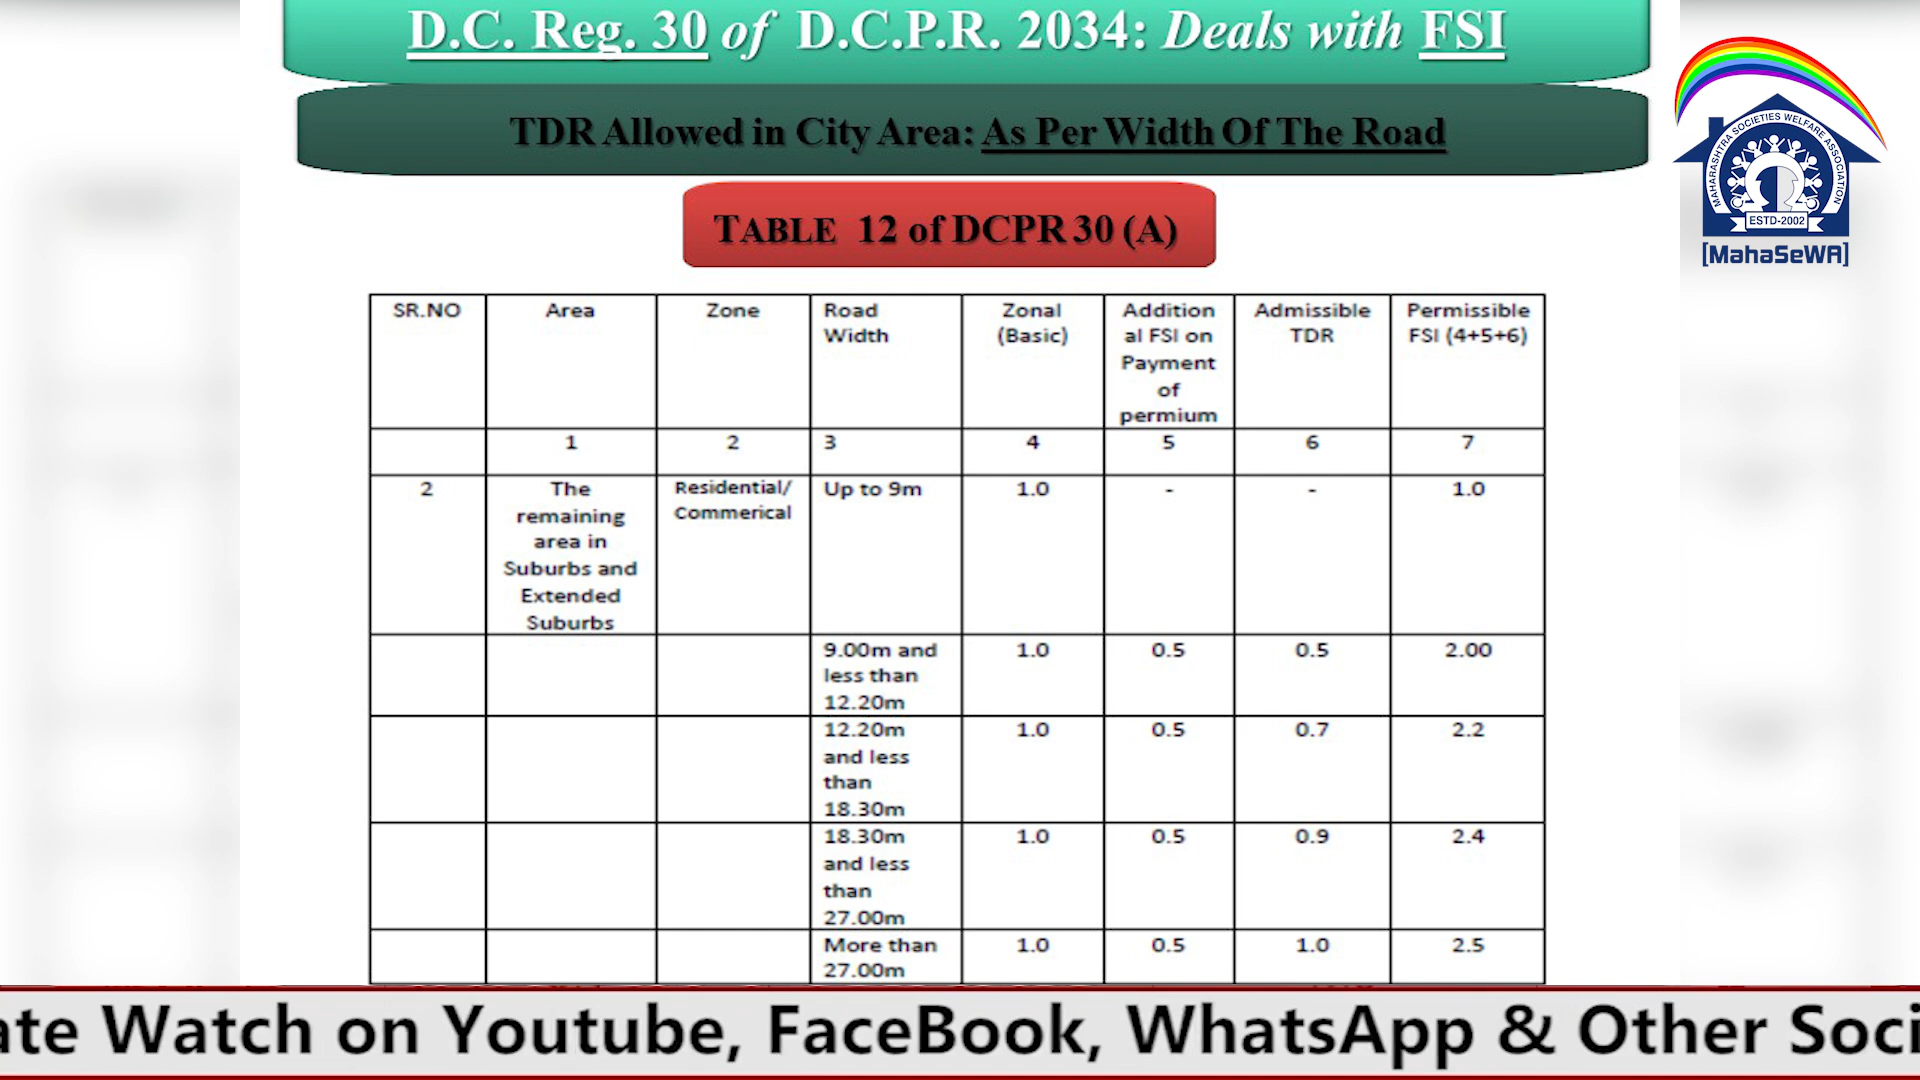 D.C. Reg. 30 of D.C.P.R. 2034: Deals with FSI
TDR Allowed in City Area: As Per Width Of The Road
TABLE 12 of DCPR 30 (A)
MAHARASHTRA SOCIETIES WELFARE ASSOCIATION
ESTD-2002
[MahaSeWA]
SR.NO Area Zone Road Width Zonal (Basic) Addition al FSI on Payment of permium Admissible TDR Permissible FSI (4+5+6)
1 2 3 4 5 6 7
2 The remaining area in Suburbs and Extended Suburbs Residential/ Commerical Up to 9m 1.0 - - 1.0
9.00m and less than 12.20m 1.0 0.5 0.5 2.00
12.20m and less than 18.30m 1.0 0.5 0.7 2.2
18.30m and less than 27.00m 1.0 0.5 0.9 2.4
More than 27.00m 1.0 0.5 1.0 2.5
ate Watch on Youtube, FaceBook, WhatsApp & Other Soci